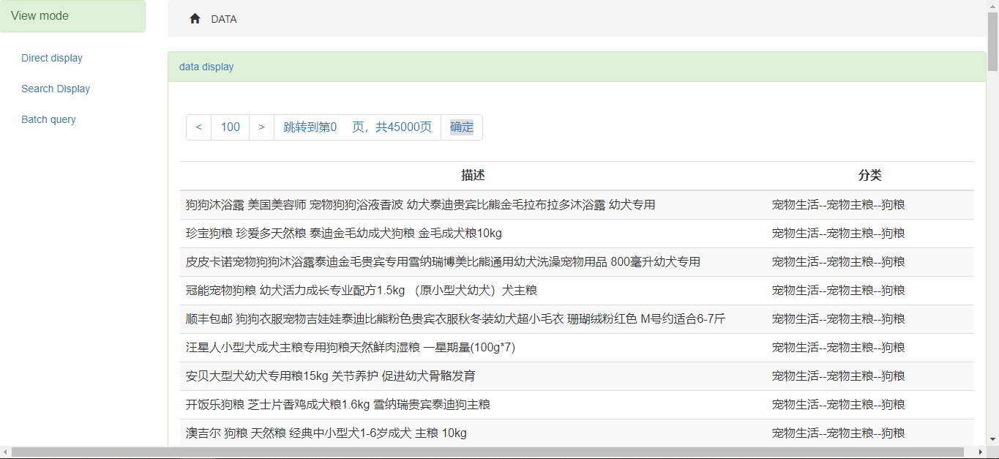 View mode
Direct display
Search Display
Batch query
DATA
data display
< 100 > 跳转到第0 页，共45000页 确定
描述 分类
狗狗沐浴露 美国美容师 宠物狗狗浴液香波 幼犬泰迪贵宾比熊金毛拉布拉多沐浴露 幼犬专用 宠物生活--宠物主粮--狗粮
珍宝狗粮 珍爱多天然粮 泰迪金毛幼成犬狗粮 金毛成犬粮10kg 宠物生活--宠物主粮--狗粮
皮皮卡诺宠物狗狗沐浴露泰迪金毛贵宾专用雪纳瑞博美比熊通用幼犬洗澡宠物用品 800毫升幼犬专用 宠物生活--宠物主粮--狗粮
冠能宠物狗粮 幼犬活力成长专业配方1.5kg （原小型犬幼犬）犬主粮 宠物生活--宠物主粮--狗粮
顺丰包邮 狗狗衣服宠物吉娃娃泰迪比熊粉色贵宾衣服秋冬装幼犬超小毛衣 珊瑚绒粉红色 M号约适合6-7斤 宠物生活--宠物主粮--狗粮
汪星人小型犬成犬主粮专用狗粮天然鲜肉湿粮 一星期量(100g*7) 宠物生活--宠物主粮--狗粮
安贝大型犬幼犬专用粮15kg 关节养护 促进幼犬骨骼发育 宠物生活--宠物主粮--狗粮
开饭乐狗粮 芝士片香鸡成犬粮1.6kg 雪纳瑞贵宾泰迪狗主粮 宠物生活--宠物主粮--狗粮
澳吉尔 狗粮 天然粮 经典中小型犬1-6岁成犬 主粮 10kg 宠物生活--宠物主粮--狗粮